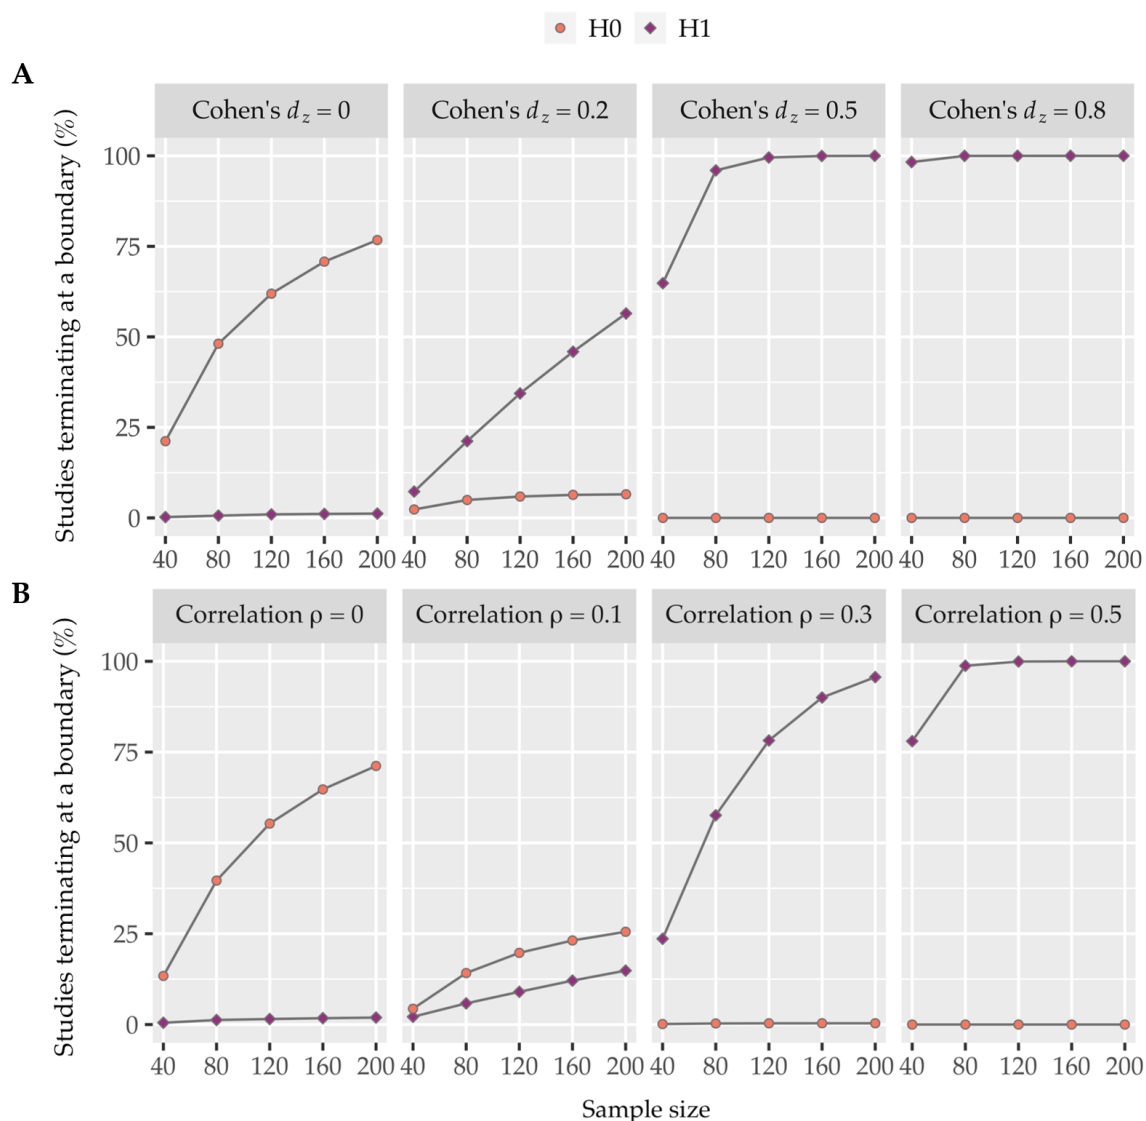 H0 H1
A
Cohen's d z = 0 Cohen's d z = 0.2 Cohen's d z = 0.5 Cohen's d z = 0.8
Studies terminating at a boundary (%)
100
75
50
25
0
40 80 120 160 200 40 80 120 160 200 40 80 120 160 200 40 80 120 160 200
B
Correlation ρ = 0 Correlation ρ = 0.1 Correlation ρ = 0.3 Correlation ρ = 0.5
Studies terminating at a boundary (%)
100
75
50
25
0
40 80 120 160 200 40 80 120 160 200 40 80 120 160 200 40 80 120 160 200
Sample size